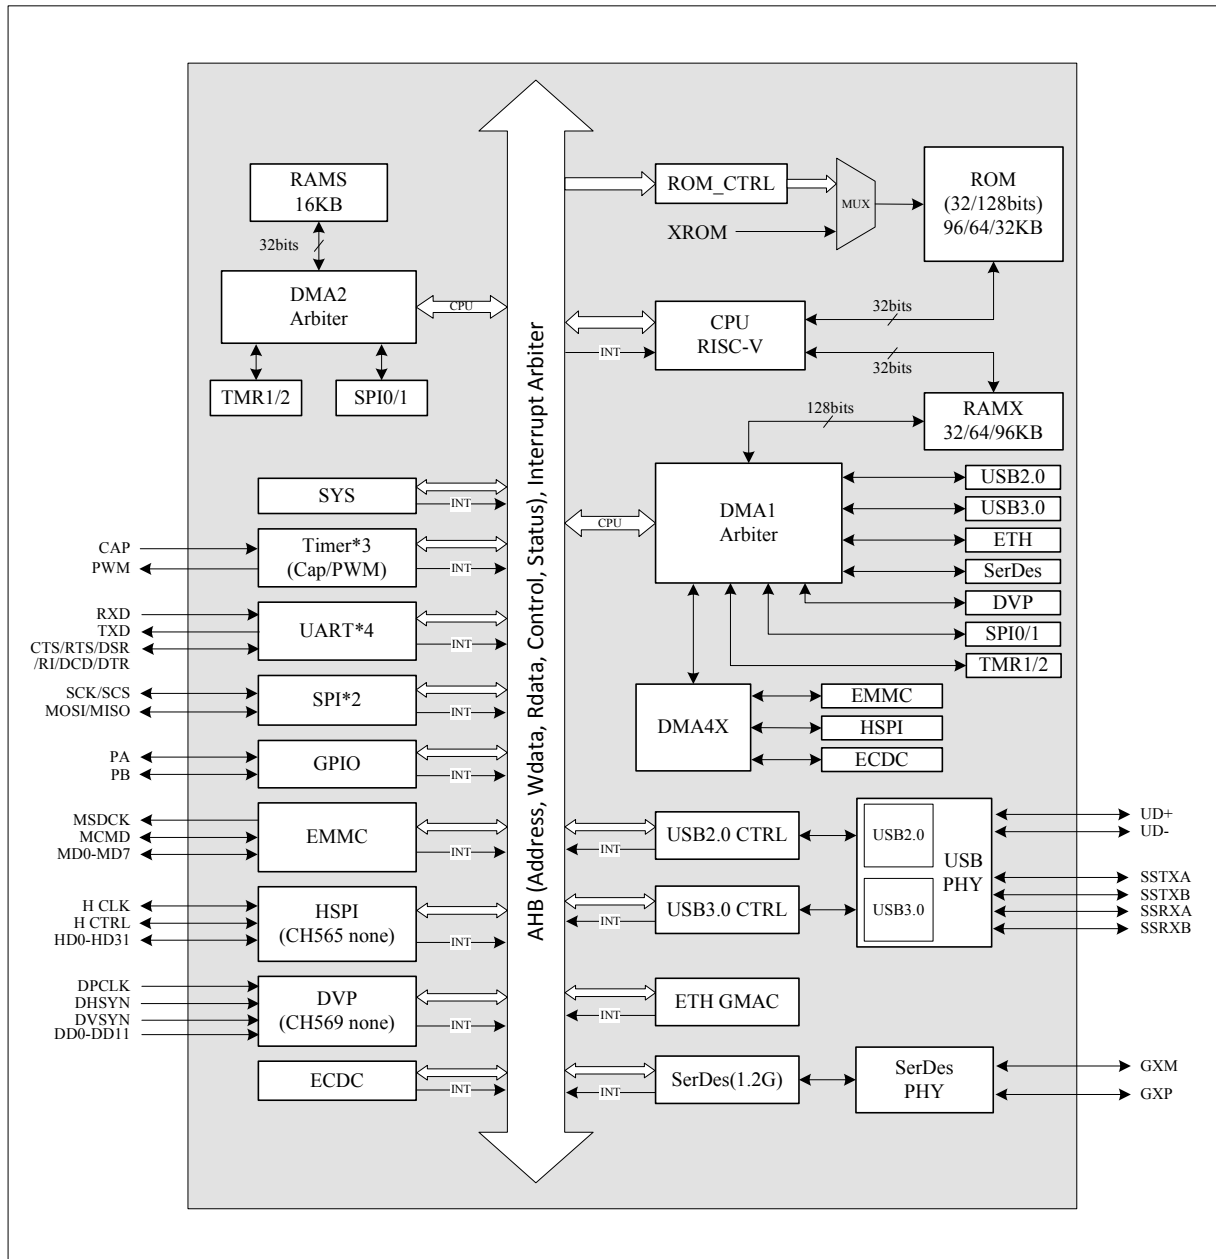 RAMS
16KB
32bits
DMA2
Arbiter
CPU
TMR1/2
SPI0/1
SYS
INT
CAP
PWM
Timer*3
(Cap/PWM)
INT
RXD
TXD
CTS/RTS/DSR
/RI/DCD/DTR
UART*4
INT
SCK/SCS
MOSI/MISO
SPI*2
INT
PA
PB
GPIO
INT
MSDCK
MCMD
MD0-MD7
EMMC
INT
H CLK
H CTRL
HD0-HD31
HSPI
(CH565 none)
INT
DPCLK
DHSYN
DVSYN
DD0-DD11
DVP
(CH569 none)
INT
ECDC
INT
AHB (Address, Wdata, Rdata, Control, Status), Interrupt Arbiter
ROM_CTRL
XROM
MUX
ROM
(32/128bits)
96/64/32KB
INT
CPU
RISC-V
32bits
32bits
RAMX
32/64/96KB
128bits
CPU
DMA1
Arbiter
USB2.0
USB3.0
ETH
SerDes
DVP
SPI0/1
TMR1/2
DMA4X
EMMC
HSPI
ECDC
INT
USB2.0 CTRL
INT
USB3.0 CTRL
USB2.0
USB3.0
USB
PHY
UD+
UD-
SSTXA
SSTXB
SSRXA
SSRXB
INT
ETH GMAC
INT
SerDes(1.2G)
SerDes
PHY
GXM
GXP